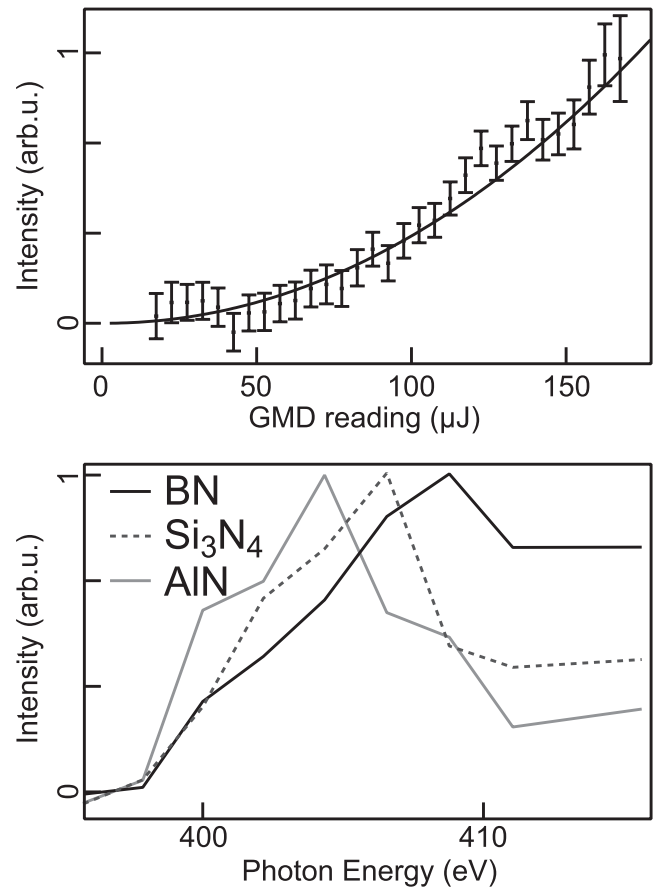 Intensity (arb.u.)
1
0
0 50 100 150
GMD reading (µJ)
Intensity (arb.u.)
1
0
BN
Si₃N₄
AlN
400 410
Photon Energy (eV)